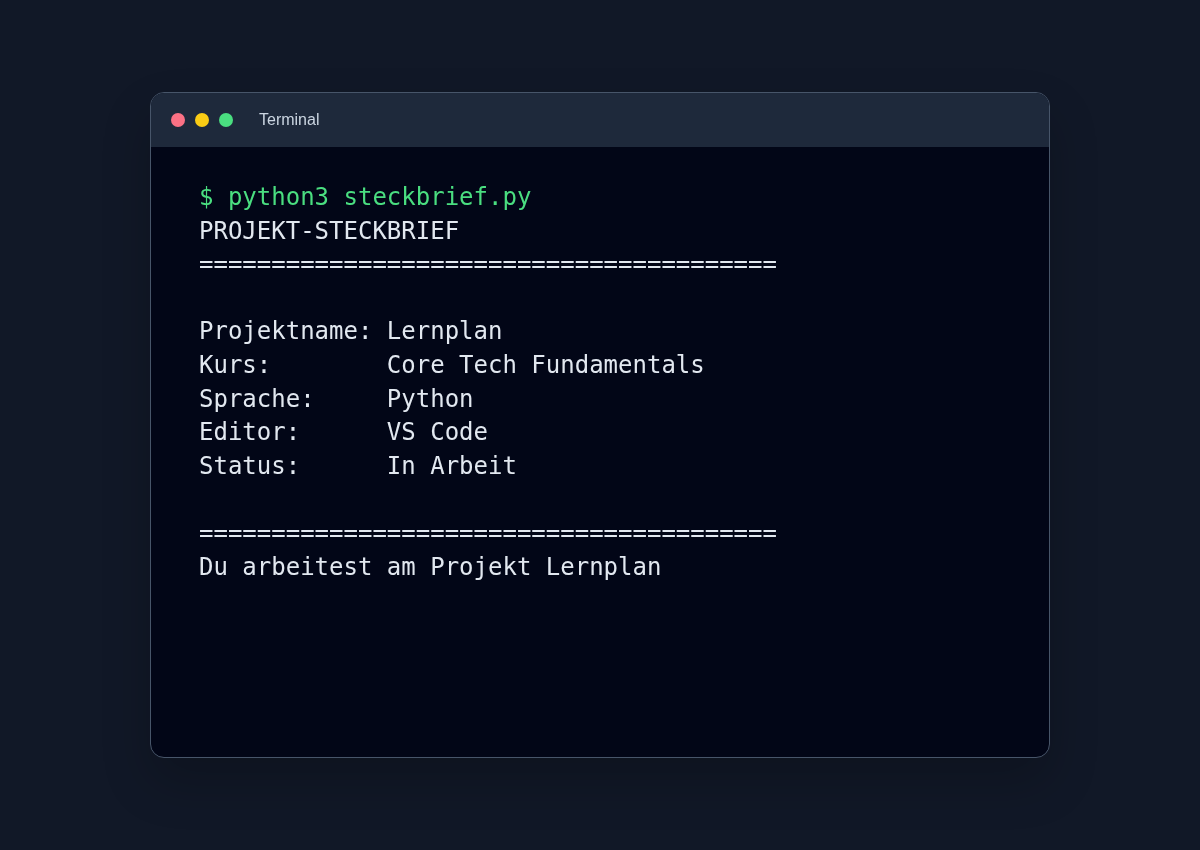 Terminal
$ python3 steckbrief.py
PROJEKT-STECKBRIEF
========================================
Projektname: Lernplan
Kurs:        Core Tech Fundamentals
Sprache:     Python
Editor:      VS Code
Status:      In Arbeit
========================================
Du arbeitest am Projekt Lernplan